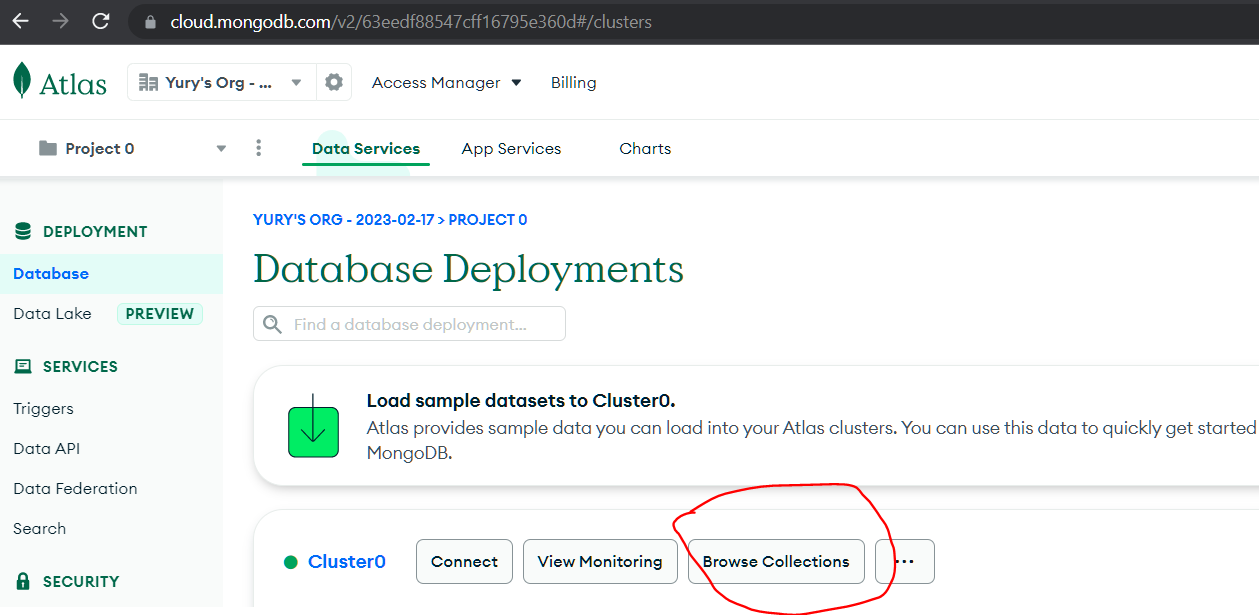 cloud.mongodb.com/v2/63eedf88547cff16795e360d#/clusters
Atlas
Yury's Org - ...
Access Manager
Billing
Project 0
Data Services
App Services
Charts
YURY'S ORG - 2023-02-17 > PROJECT 0
DEPLOYMENT
Database
Data Lake PREVIEW
SERVICES
Triggers
Data API
Data Federation
Search
SECURITY
Database Deployments
Find a database deployment...
Load sample datasets to Cluster0.
Atlas provides sample data you can load into your Atlas clusters. You can use this data to quickly get started
MongoDB.
Cluster0
Connect
View Monitoring
Browse Collections
...